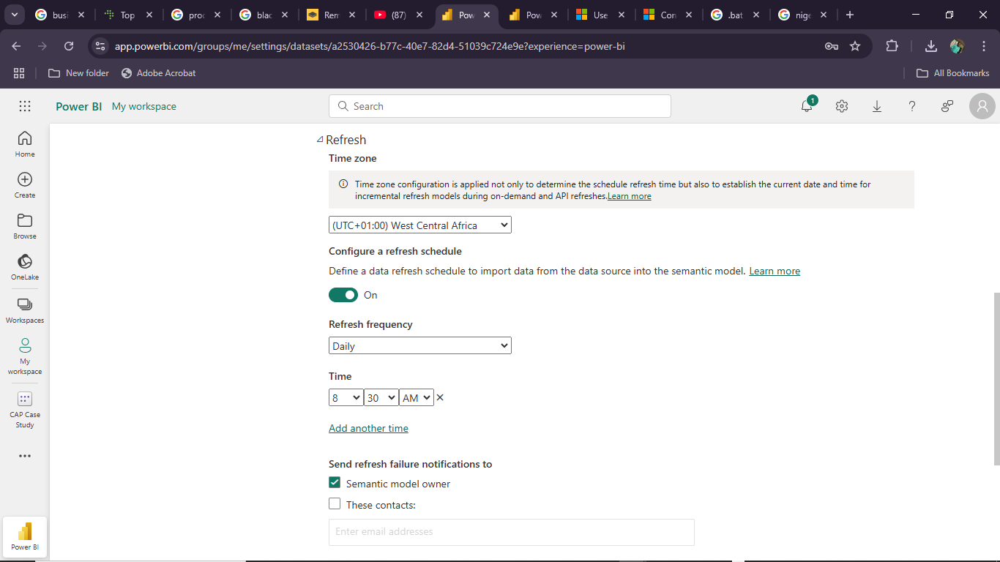 busi
Top
proc
blac
Rem
(87)
Pow
Pow
Use
Con
.bat
nige
app.powerbi.com/groups/me/settings/datasets/a2530426-b77c-40e7-82d4-51039c724e9e?experience=power-bi
New folder
Adobe Acrobat
All Bookmarks
Power BI
My workspace
Search
1
Home
Create
Browse
OneLake
Workspaces
My
workspace
CAP Case
Study
Power BI
Refresh
Time zone
Time zone configuration is applied not only to determine the schedule refresh time but also to establish the current date and time for
incremental refresh models during on-demand and API refreshes.Learn more
(UTC+01:00) West Central Africa
Configure a refresh schedule
Define a data refresh schedule to import data from the data source into the semantic model. Learn more
On
Refresh frequency
Daily
Time
8 30 AM
Add another time
Send refresh failure notifications to
Semantic model owner
These contacts:
Enter email addresses